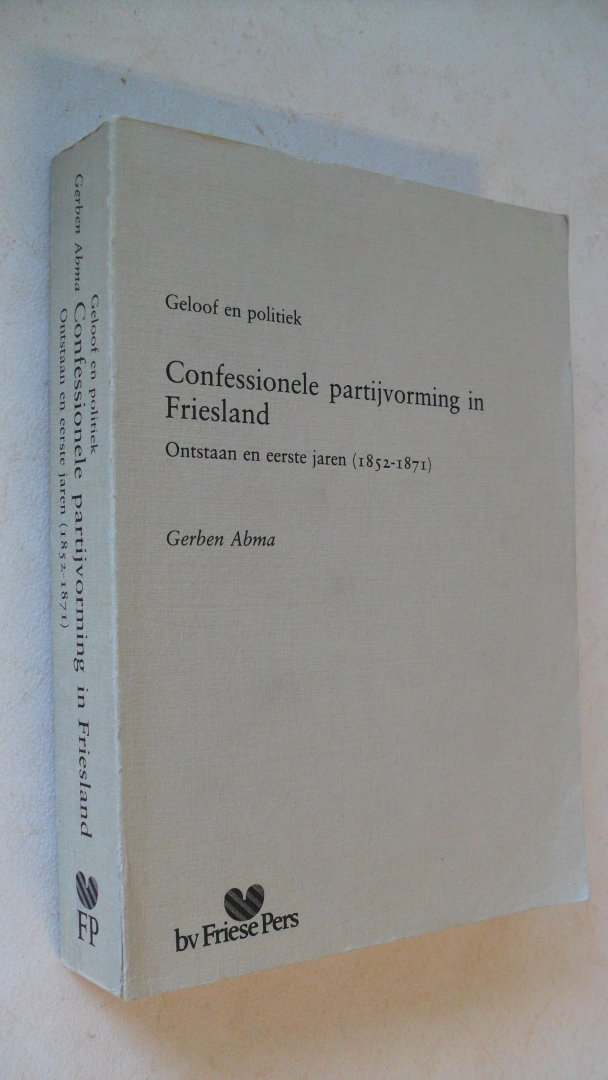 Geloof en politiek
Confessionele partijvorming in
Friesland
Ontstaan en eerste jaren (1852-1871)
Gerben Abma
bv Friese Pers
Geloof en politiek
Gerben Abma Confessionele partijvorming in Friesland
Ontstaan en eerste jaren (1852-1871)
FP